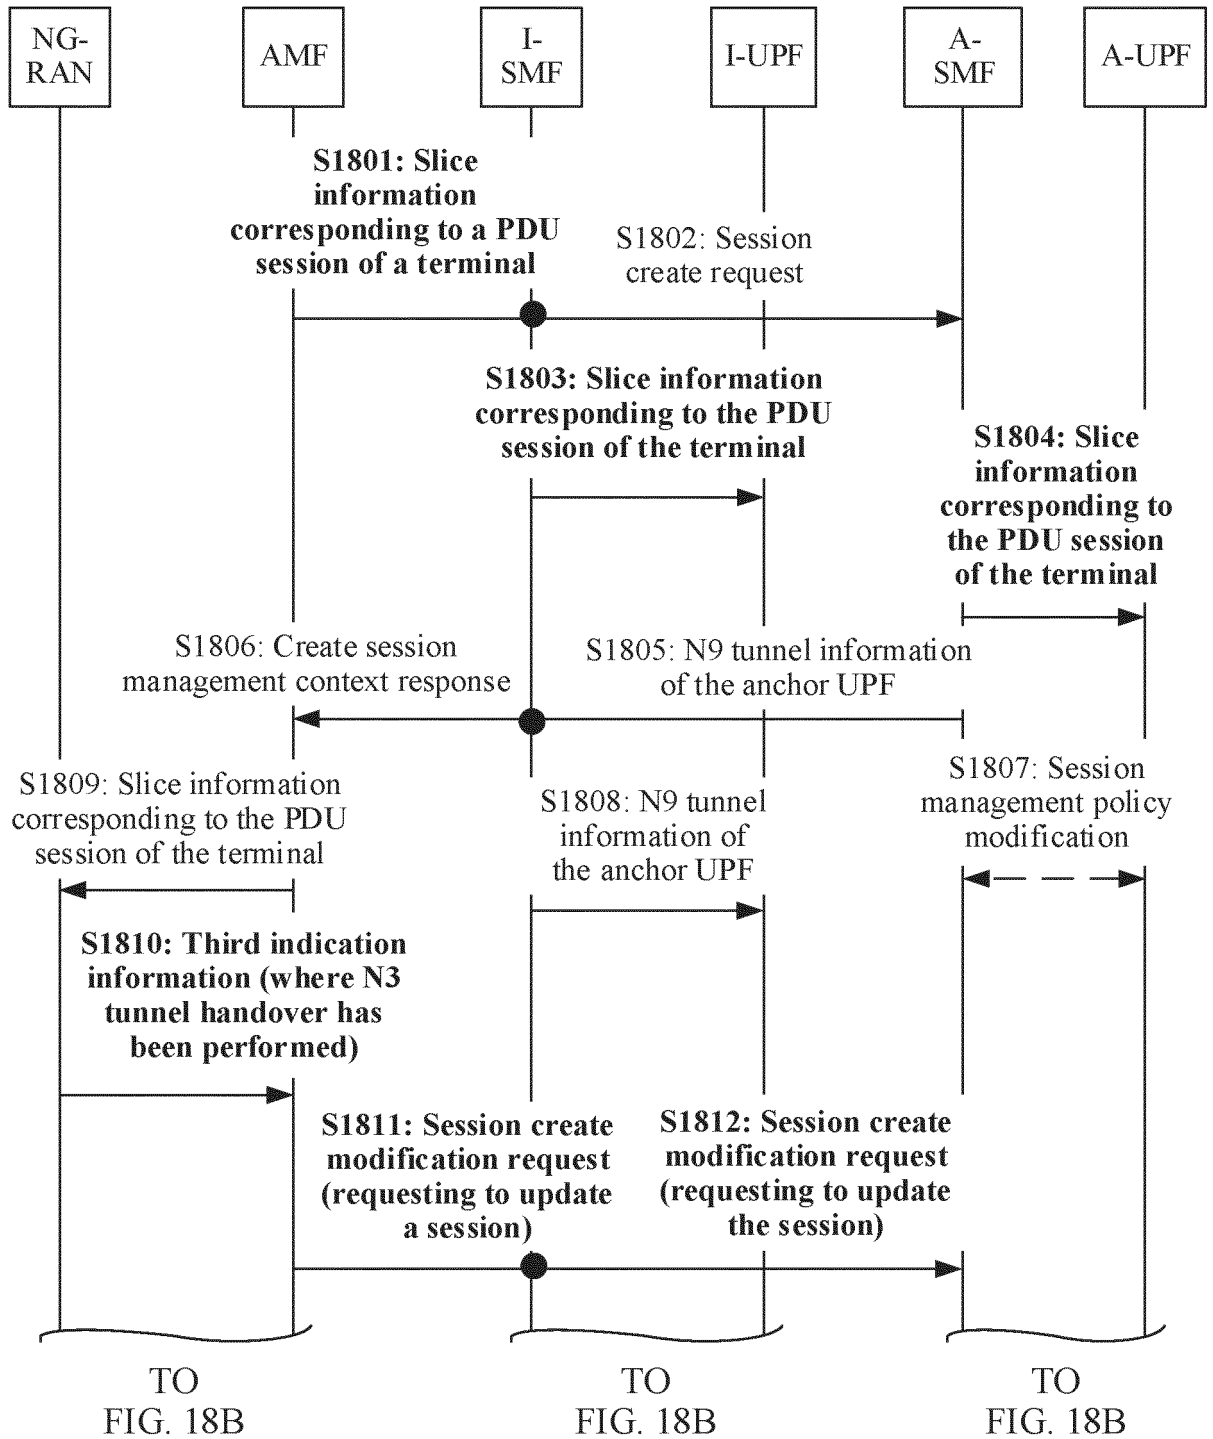 NG-
RAN
AMF
I-
SMF
I-UPF
A-
SMF
A-UPF
S1801: Slice
information
corresponding to a PDU
session of a terminal
S1802: Session
create request
S1803: Slice information
corresponding to the PDU
session of the terminal
S1804: Slice
information
corresponding to
the PDU session
of the terminal
S1806: Create session
management context response
S1805: N9 tunnel information
of the anchor UPF
S1809: Slice information
corresponding to the PDU
session of the terminal
S1808: N9 tunnel
information of
the anchor UPF
S1807: Session
management policy
modification
S1810: Third indication
information (where N3
tunnel handover has
been performed)
S1811: Session create
modification request
(requesting to update
a session)
S1812: Session create
modification request
(requesting to update
the session)
TO
FIG. 18B
TO
FIG. 18B
TO
FIG. 18B